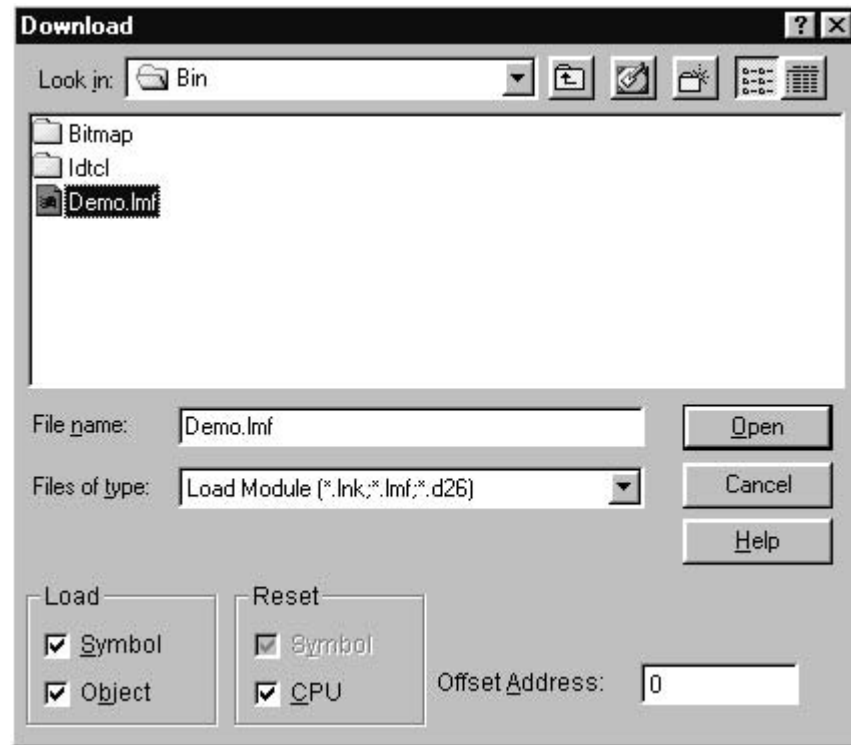 Download
Look in: Bin
Bitmap
Idtcl
Demo.lmf
File name: Demo.lmf Open
Files of type: Load Module (*.lnk;*.lmf;*.d26) Cancel
Help
Load Reset
Symbol Symbol
Object CPU Offset Address: 0